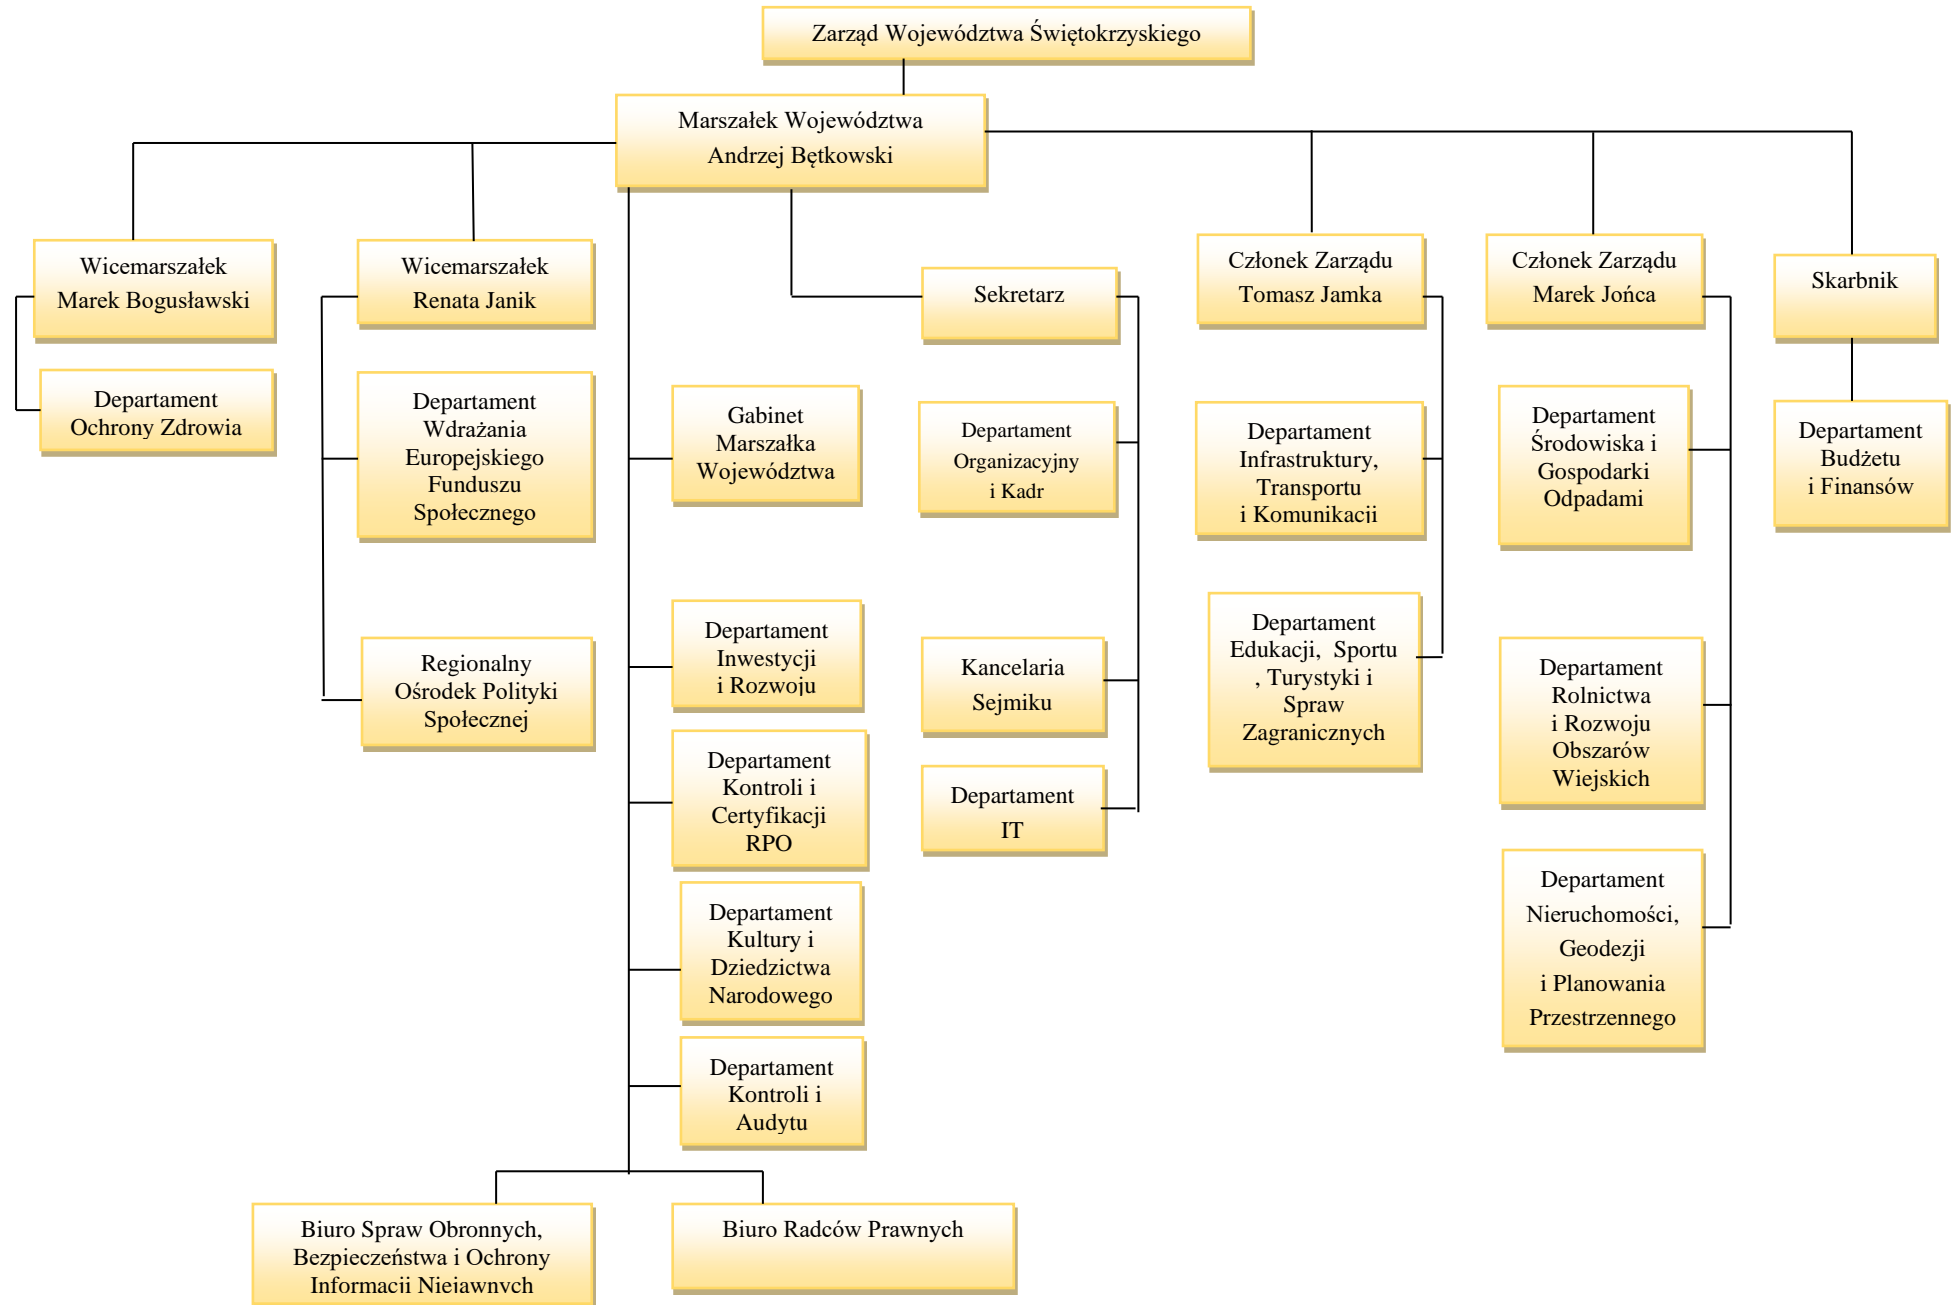 Zarząd Województwa Świętokrzyskiego
Marszałek Województwa
Andrzej Bętkowski
Wicemarszałek
Marek Bogusławski
Departament
Ochrony Zdrowia
Wicemarszałek
Renata Janik
Departament
Wdrażania
Europejskiego
Funduszu
Społecznego
Regionalny
Ośrodek Polityki
Społecznej
Gabinet
Marszałka
Województwa
Departament
Inwestycji
i Rozwoju
Departament
Kontroli i
Certyfikacji
RPO
Departament
Kultury i
Dziedzictwa
Narodowego
Departament
Kontroli i
Audytu
Biuro Spraw Obronnych,
Bezpieczeństwa i Ochrony
Informacji Niejawnych
Biuro Radców Prawnych
Sekretarz
Departament
Organizacyjny
i Kadr
Kancelaria
Sejmiku
Departament
IT
Członek Zarządu
Tomasz Jamka
Departament
Infrastruktury,
Transportu
i Komunikacji
Departament
Edukacji, Sportu
, Turystyki i
Spraw
Zagranicznych
Członek Zarządu
Marek Jońca
Departament
Środowiska i
Gospodarki
Odpadami
Departament
Rolnictwa
i Rozwoju
Obszarów
Wiejskich
Departament
Nieruchomości,
Geodezji
i Planowania
Przestrzennego
Skarbnik
Departament
Budżetu
i Finansów